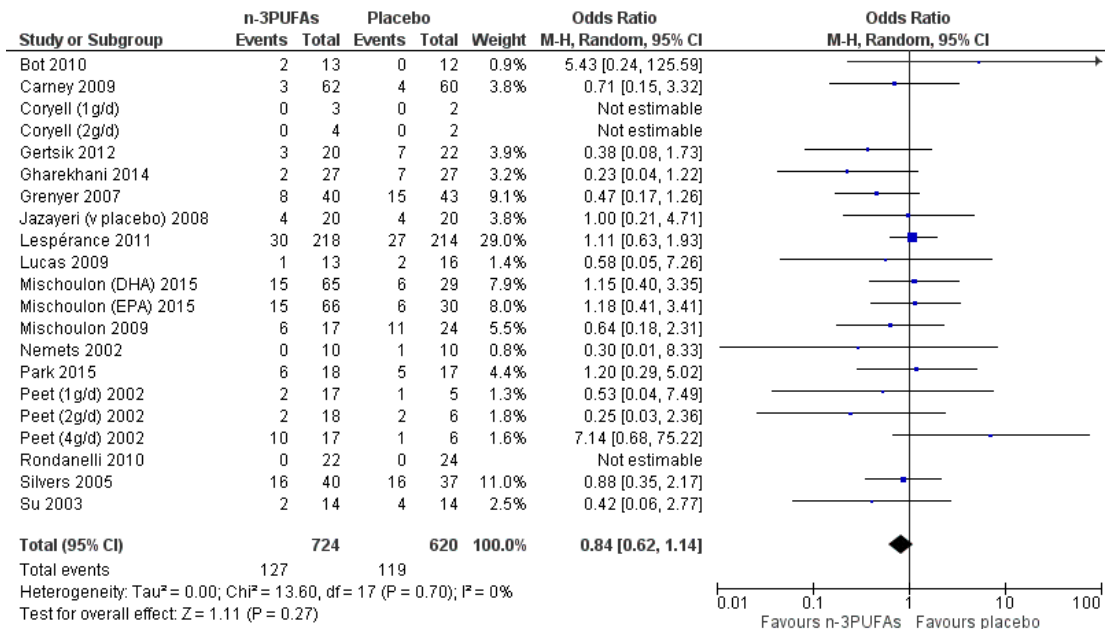 n-3PUFAs Placebo Odds Ratio Odds Ratio
Study or Subgroup Events Total Events Total Weight M-H, Random, 95% CI M-H, Random, 95% CI
Bot 2010 2 13 0 12 0.9% 5.43 [0.24, 125.59]
Carney 2009 3 62 4 60 3.8% 0.71 [0.15, 3.32]
Coryell (1g/d) 0 3 0 2 Not estimable
Coryell (2g/d) 0 4 0 2 Not estimable
Gertsik 2012 3 20 7 22 3.9% 0.38 [0.08, 1.73]
Gharekhani 2014 2 27 7 27 3.2% 0.23 [0.04, 1.22]
Grenyer 2007 8 40 15 43 9.1% 0.47 [0.17, 1.26]
Jazayeri (v placebo) 2008 4 20 4 20 3.8% 1.00 [0.21, 4.71]
Lespérance 2011 30 218 27 214 29.0% 1.11 [0.63, 1.93]
Lucas 2009 1 13 2 16 1.4% 0.58 [0.05, 7.26]
Mischoulon (DHA) 2015 15 65 6 29 7.9% 1.15 [0.40, 3.35]
Mischoulon (EPA) 2015 15 66 6 30 8.0% 1.18 [0.41, 3.41]
Mischoulon 2009 6 17 11 24 5.5% 0.64 [0.18, 2.31]
Nemets 2002 0 10 1 10 0.8% 0.30 [0.01, 8.33]
Park 2015 6 18 5 17 4.4% 1.20 [0.29, 5.02]
Peet (1g/d) 2002 2 17 1 5 1.3% 0.53 [0.04, 7.49]
Peet (2g/d) 2002 2 18 2 6 1.8% 0.25 [0.03, 2.36]
Peet (4g/d) 2002 10 17 1 6 1.6% 7.14 [0.68, 75.22]
Rondanelli 2010 0 22 0 24 Not estimable
Silvers 2005 16 40 16 37 11.0% 0.88 [0.35, 2.17]
Su 2003 2 14 4 14 2.5% 0.42 [0.06, 2.77]
Total (95% CI) 724 620 100.0% 0.84 [0.62, 1.14]
Total events 127 119
Heterogeneity: Tau² = 0.00; Chi² = 13.60, df = 17 (P = 0.70); I² = 0%
Test for overall effect: Z = 1.11 (P = 0.27)
0.01 0.1 1 10 100
Favours n-3PUFAs Favours placebo